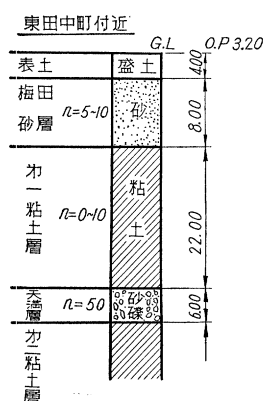 東田中町付近
G.L O.P 3.20
表土 盛土 4.00
梅田砂層 n=5~10 砂 8.00
才一粘土層 n=0~10 粘土 22.00
天満層 n=50 砂礫 6.00
才二粘土層